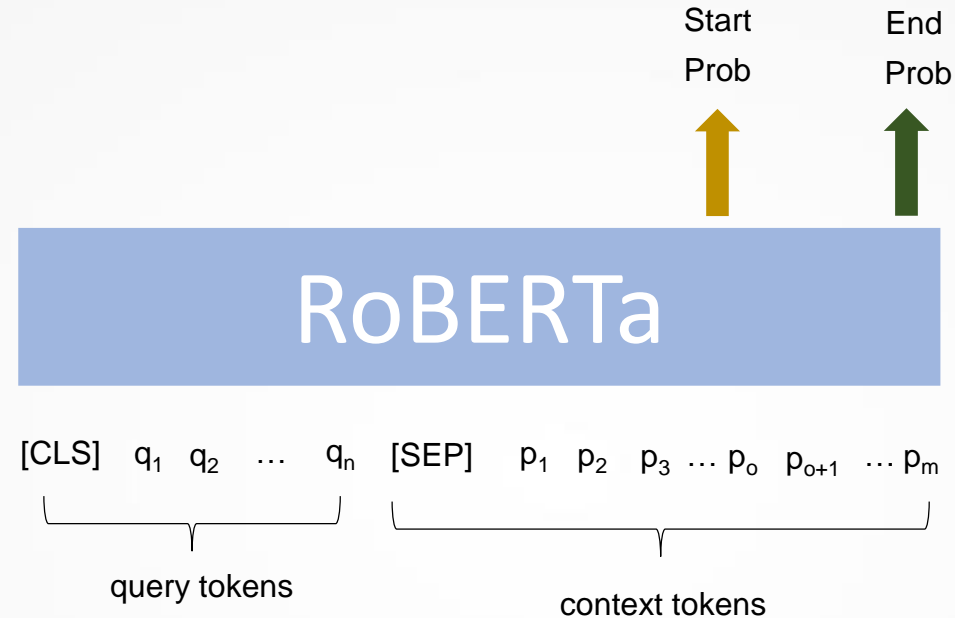 Start End
Prob Prob
RoBERTa
[CLS] q₁ q₂ … qₙ [SEP] p₁ p₂ p₃ … pₒ pₒ₊₁ … pₘ
query tokens
context tokens